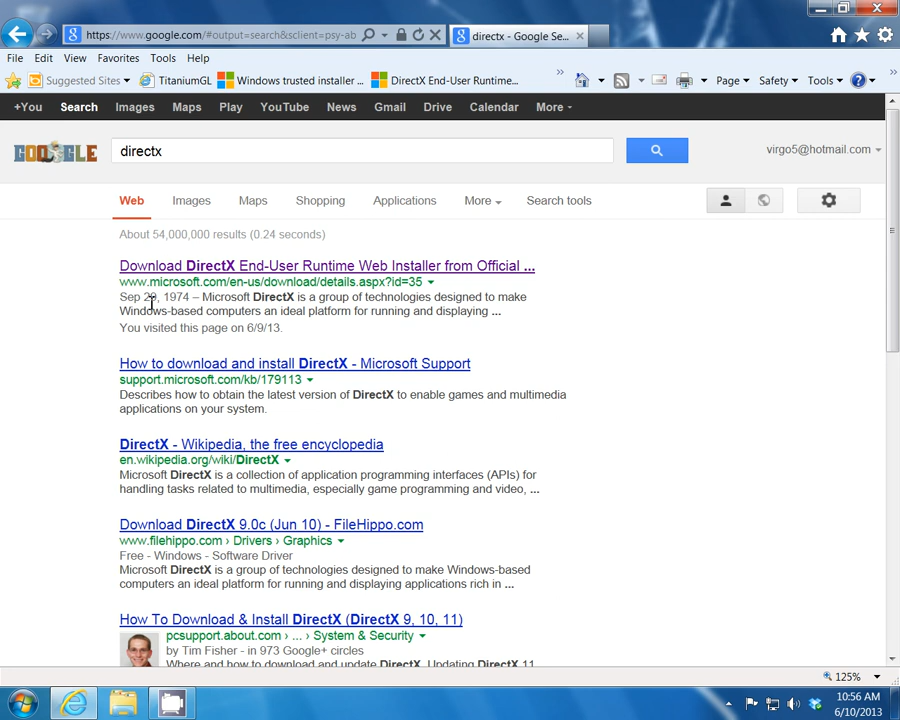 https://www.google.com/#output=search&sclient=psy-ab
directx - Google Se...
File Edit View Favorites Tools Help
Suggested Sites TitaniumGL Windows trusted installer ... DirectX End-User Runtime... » Page Safety Tools »
+You Search Images Maps Play YouTube News Gmail Drive Calendar More
GOOGLE directx virgo5@hotmail.com
Web Images Maps Shopping Applications More Search tools
About 54,000,000 results (0.24 seconds)
Download DirectX End-User Runtime Web Installer from Official ...
www.microsoft.com/en-us/download/details.aspx?id=35
Sep 29, 1974 – Microsoft DirectX is a group of technologies designed to make
Windows-based computers an ideal platform for running and displaying ...
You visited this page on 6/9/13.
How to download and install DirectX - Microsoft Support
support.microsoft.com/kb/179113
Describes how to obtain the latest version of DirectX to enable games and multimedia
applications on your system.
DirectX - Wikipedia, the free encyclopedia
en.wikipedia.org/wiki/DirectX
Microsoft DirectX is a collection of application programming interfaces (APIs) for
handling tasks related to multimedia, especially game programming and video, ...
Download DirectX 9.0c (Jun 10) - FileHippo.com
www.filehippo.com › Drivers › Graphics
Free - Windows - Software Driver
Microsoft DirectX is a group of technologies designed to make Windows-based
computers an ideal platform for running and displaying applications rich in ...
How To Download & Install DirectX (DirectX 9, 10, 11)
pcsupport.about.com › ... › System & Security
by Tim Fisher - in 973 Google+ circles
Where and how to download and update DirectX. Updating DirectX 11
125%
10:56 AM
6/10/2013